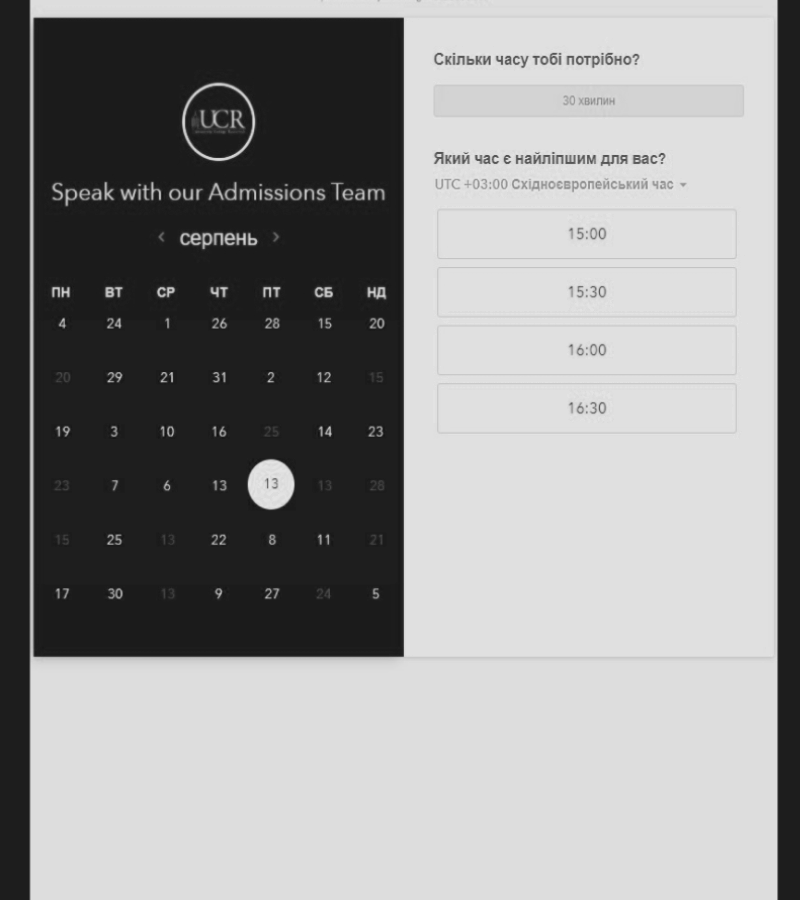 UCR
Speak with our Admissions Team
‹ серпень ›
ПН ВТ СР ЧТ ПТ СБ НД
4 24 1 26 28 15 20
20 29 21 31 2 12 15
19 3 10 16 25 14 23
23 7 6 13 13 13 28
15 25 13 22 8 11 21
17 30 13 9 27 24 5
Скільки часу тобі потрібно?
30 хвилин
Який час є найліпшим для вас?
UTC +03:00 Східноєвропейський час
15:00
15:30
16:00
16:30